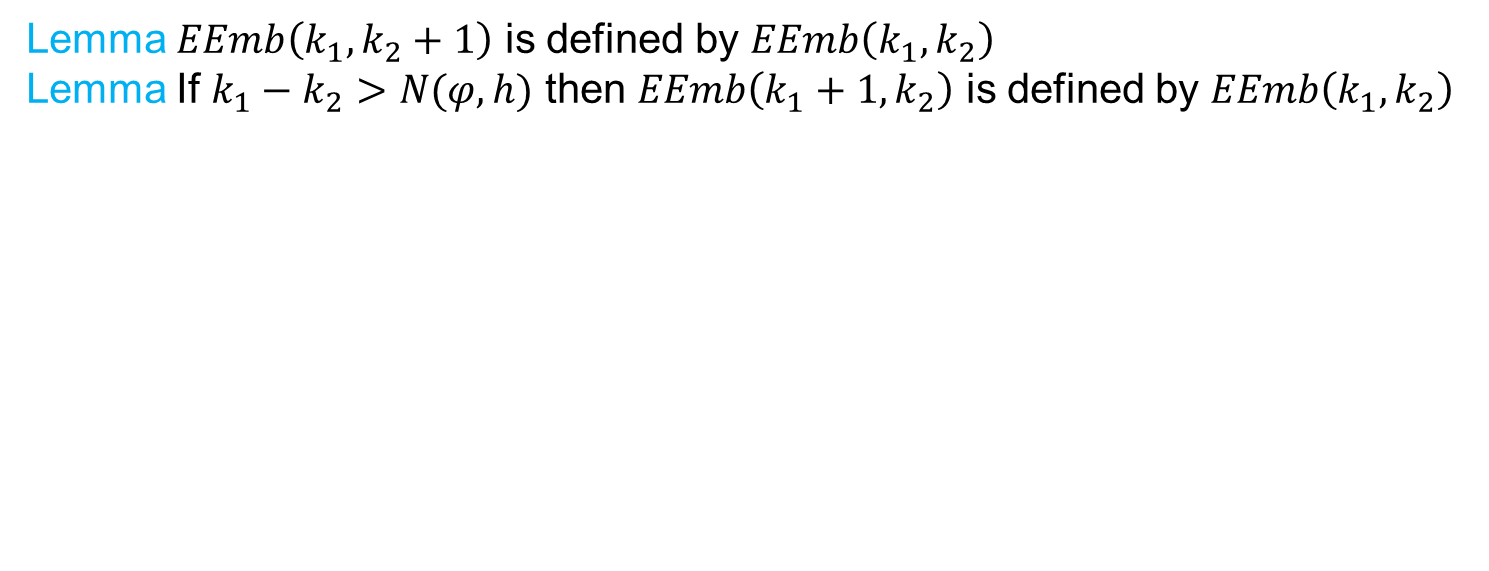 Lemma EEmb(k₁, k₂ + 1) is defined by EEmb(k₁, k₂)
Lemma If k₁ − k₂ > N(φ, h) then EEmb(k₁ + 1, k₂) is defined by EEmb(k₁, k₂)